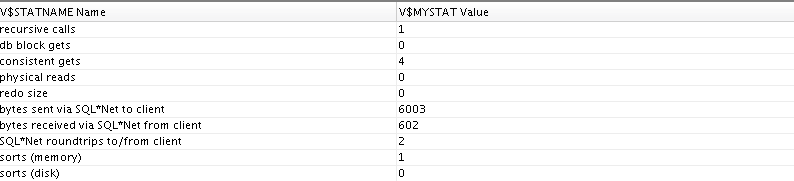 V$STATNAME Name V$MYSTAT Value
recursive calls 1
db block gets 0
consistent gets 4
physical reads 0
redo size 0
bytes sent via SQL*Net to client 6003
bytes received via SQL*Net from client 602
SQL*Net roundtrips to/from client 2
sorts (memory) 1
sorts (disk) 0